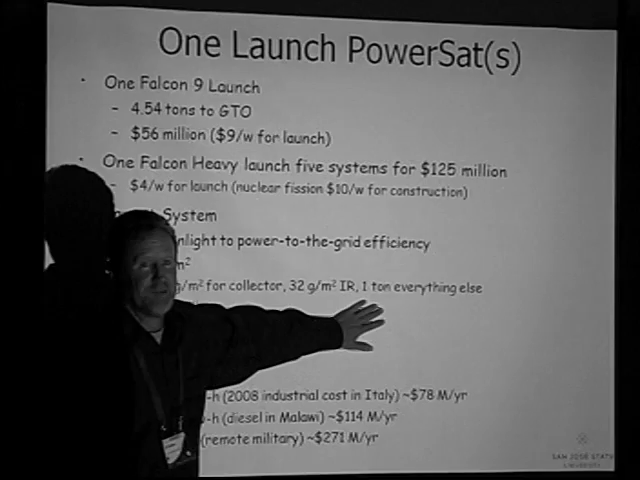 One Launch PowerSat(s)
· One Falcon 9 Launch
- 4.54 tons to GTO
- $56 million ($9/w for launch)
· One Falcon Heavy launch five systems for $125 million
- $4/w for launch (nuclear fission $10/w for construction)
System
nlight to power-to-the-grid efficiency
m²
g/m² for collector, 32 g/m² IR, 1 ton everything else
-h (2008 industrial cost in Italy) ~$78 M/yr
-h (diesel in Malawi) ~$114 M/yr
(remote military) ~$271 M/yr
SAN JOSE STATE
UNIVERSITY